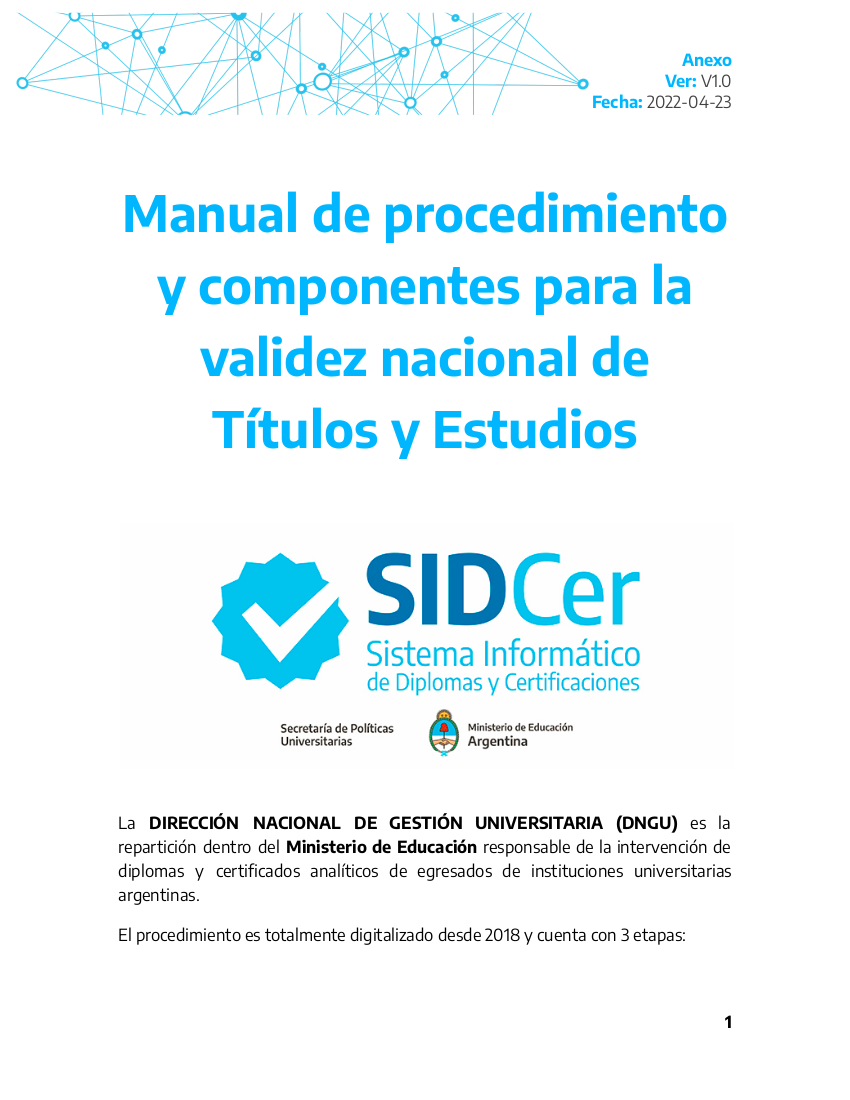 Anexo
Ver: V1.0
Fecha: 2022-04-23
Manual de procedimiento
y componentes para la
validez nacional de
Títulos y Estudios
SIDCer
Sistema Informático
de Diplomas y Certificaciones
Secretaría de Políticas
Universitarias
Ministerio de Educación
Argentina
La DIRECCIÓN NACIONAL DE GESTIÓN UNIVERSITARIA (DNGU) es la
repartición dentro del Ministerio de Educación responsable de la intervención de
diplomas y certificados analíticos de egresados de instituciones universitarias
argentinas.
El procedimiento es totalmente digitalizado desde 2018 y cuenta con 3 etapas:
1